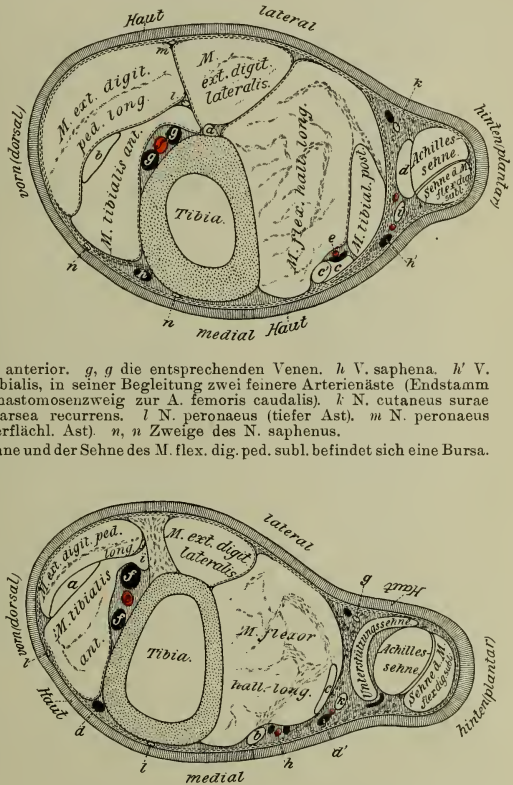 Haut
lateral
m
k
M.
ext. digit.
lateralis
M. ext. digit.
ped. long.
l
hinten(plantar)
vorn(dorsal)
a
g
g
M. tibialis ant.
Tibia.
M. flex. hall. long.
M. tibial. post.
d
Achilles-
sehne.
Sehne d. M.
flex. dig.
subl.
i
e
c'
c
h'
n
h
n
medial Haut
anterior. g, g die entsprechenden Venen. h V. saphena. h' V.
bialis, in seiner Begleitung zwei feinere Arterienäste (Endstamm
nastomosenzweig zur A. femoris caudalis). k N. cutaneus surae
arsea recurrens. l N. peronaeus (tiefer Ast). m N. peronaeus
erflächl. Ast). n, n Zweige des N. saphenus.
hne und der Sehne des M. flex. dig. ped. subl. befindet sich eine Bursa.
lateral
M. ext. digit. ped.
long.
M. ext. digit.
lateralis
i
g
Haut
vorn(dorsal)
a
f
e
f
M. tibialis
ant.
Tibia.
M. flexor
hall. long.
Unterstützungssehne
Achilles-
sehne.
Sehne d. M.
flex. dig. subl.
hinten(plantar)
Haut
d
c
b
h
d'
i
medial